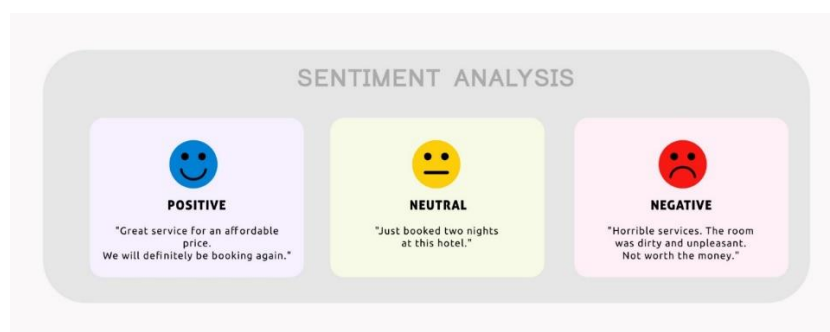 SENTIMENT ANALYSIS
POSITIVE
"Great service for an affordable
price.
We will definitely be booking again."
NEUTRAL
"Just booked two nights
at this hotel."
NEGATIVE
"Horrible services. The room
was dirty and unpleasant.
Not worth the money."